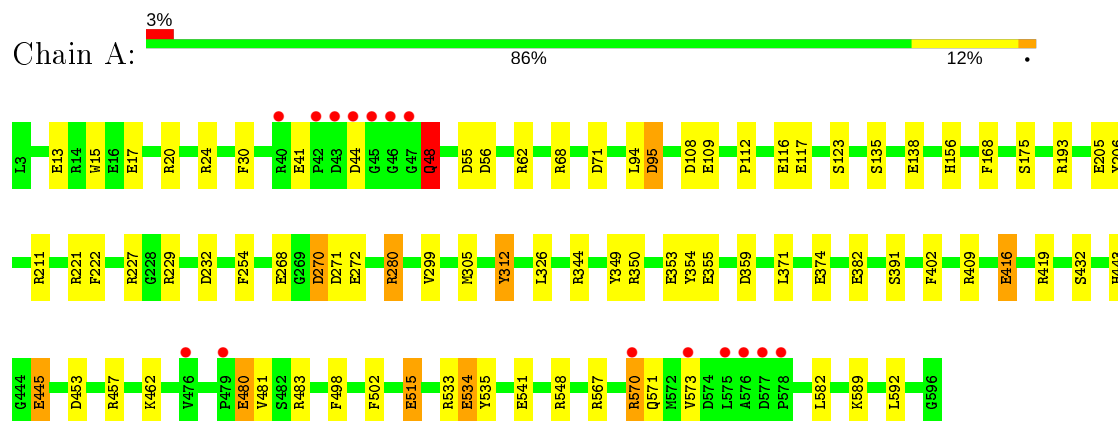 3%
Chain A:
86% 12% •
L3 E13 R14 W15 E16 E17 R20 R24 F30 R40 E41 P42 D43 D44 G45 G46 G47 Q48 D55 D56 R62 R68 D71 L94 D95 D108 E109 P112 E116 E117 S123 S135 E138 H156 F168 S175 R193 E205 Y206
R211 R221 F222 R227 G228 R229 D232 F254 E268 G269 D270 D271 E272 R280 V299 M305 Y312 L326 R344 Y349 R350 E353 Y354 E355 D359 L371 E374 E382 S391 F402 R409 E416 R419 S432 H443
G444 E445 D453 R457 K462 V476 P479 E480 V481 S482 R483 F498 F502 E515 R533 E534 Y535 E541 R548 R567 R570 Q571 M572 V573 D574 L575 A576 D577 P578 L582 K589 L592 G596